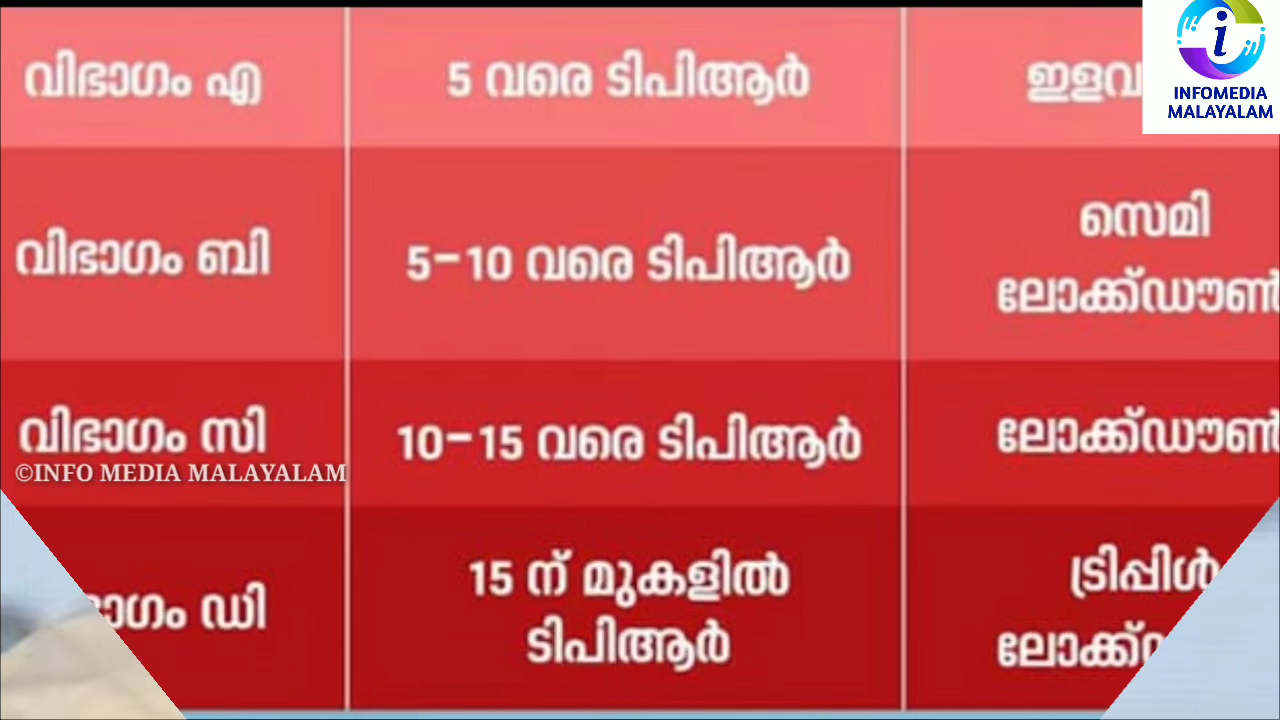 വിഭാഗം എ
5 വരെ ടിപിആർ
INFOMEDIA
MALAYALAM
വിഭാഗം ബി
5-10 വരെ ടിപിആർ
സെമി
ലോക്ക്ഡൗൺ
വിഭാഗം സി
10-15 വരെ ടിപിആർ
ലോക്ക്ഡൗൺ
©INFO MEDIA MALAYALAM
ഡി
15 ന് മുകളിൽ
ടിപിആർ
ട്രിപ്പിൾ